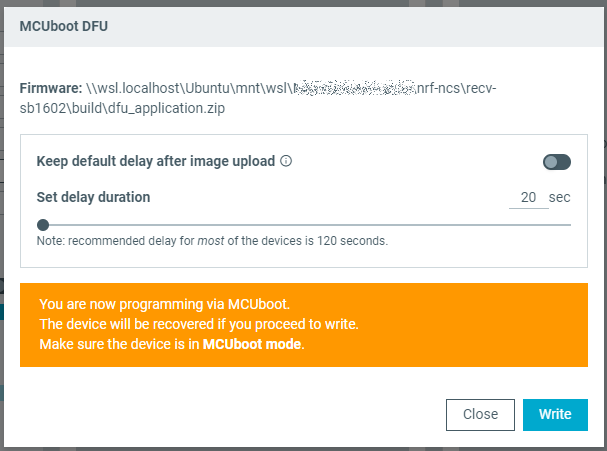 MCUboot DFU
Firmware: \\wsl.localhost\Ubuntu\mnt\wsl\ nrf-ncs\recv-
sb1602\build\dfu_application.zip
Keep default delay after image upload
Set delay duration 20 sec
Note: recommended delay for most of the devices is 120 seconds.
You are now programming via MCUboot.
The device will be recovered if you proceed to write.
Make sure the device is in MCUboot mode.
Close Write